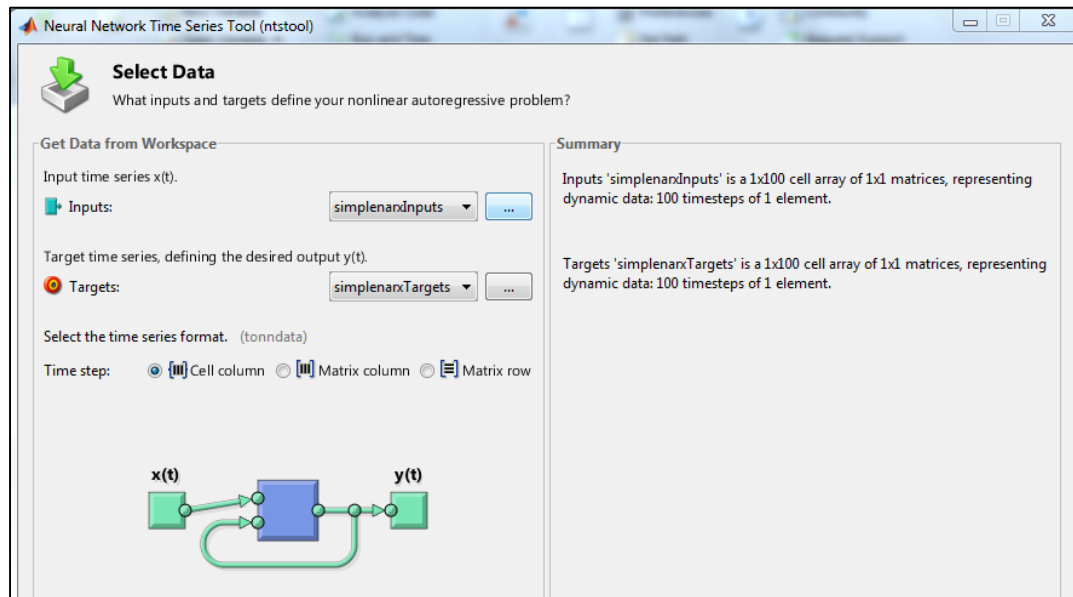 Neural Network Time Series Tool (ntstool)
Select Data
What inputs and targets define your nonlinear autoregressive problem?
Get Data from Workspace
Input time series x(t).
Inputs:
simplenarxInputs
...
Target time series, defining the desired output y(t).
Targets:
simplenarxTargets
...
Select the time series format. (tonndata)
Time step:
Cell column
Matrix column
Matrix row
x(t)
y(t)
Summary
Inputs 'simplenarxInputs' is a 1x100 cell array of 1x1 matrices, representing
dynamic data: 100 timesteps of 1 element.
Targets 'simplenarxTargets' is a 1x100 cell array of 1x1 matrices, representing
dynamic data: 100 timesteps of 1 element.